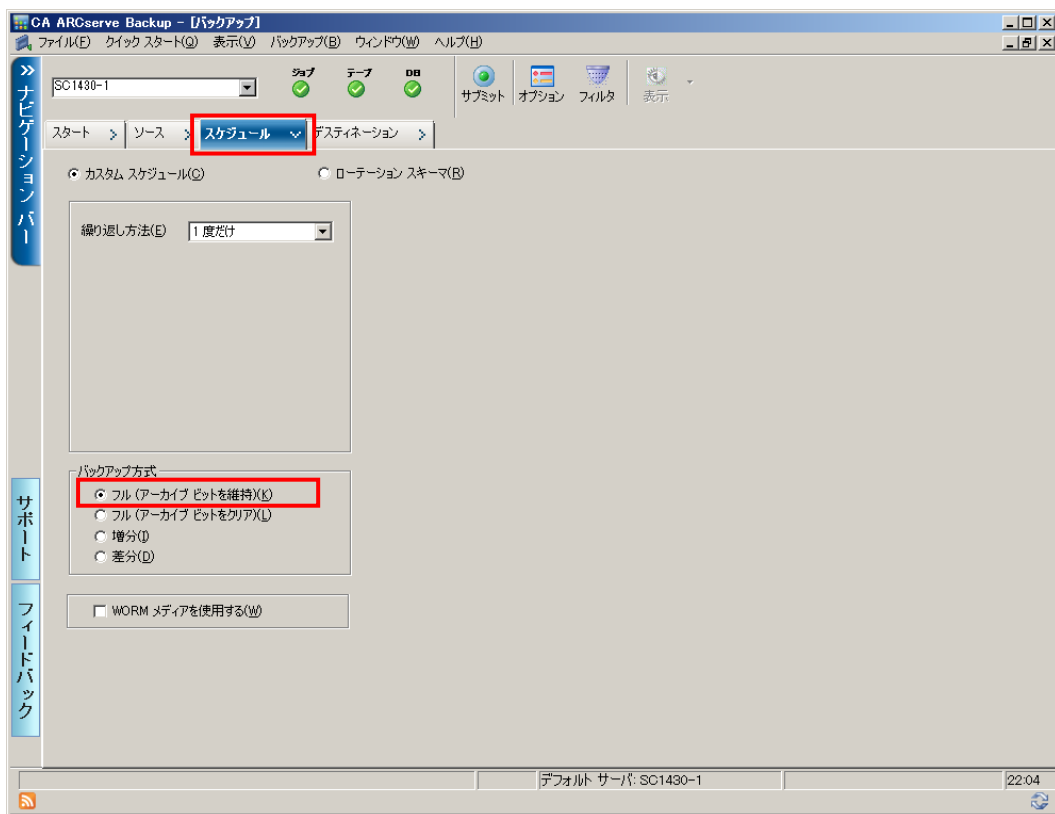 CA ARCserve Backup - [バックアップ]
ファイル(F) クイック スタート(Q) 表示(V) バックアップ(B) ウィンドウ(W) ヘルプ(H)
ナビゲーション バー
SC1430-1
ジョブ テープ DB
サブミット オプション フィルタ 表示
スタート ソース スケジュール デスティネーション
カスタム スケジュール(C) ローテーション スキーマ(R)
繰り返し方法(E) 1 度だけ
バックアップ方式
フル (アーカイブ ビットを維持)(K)
フル (アーカイブ ビットをクリア)(L)
増分(I)
差分(D)
WORM メディアを使用する(W)
サポート
フィードバック
デフォルト サーバ: SC1430-1
22:04